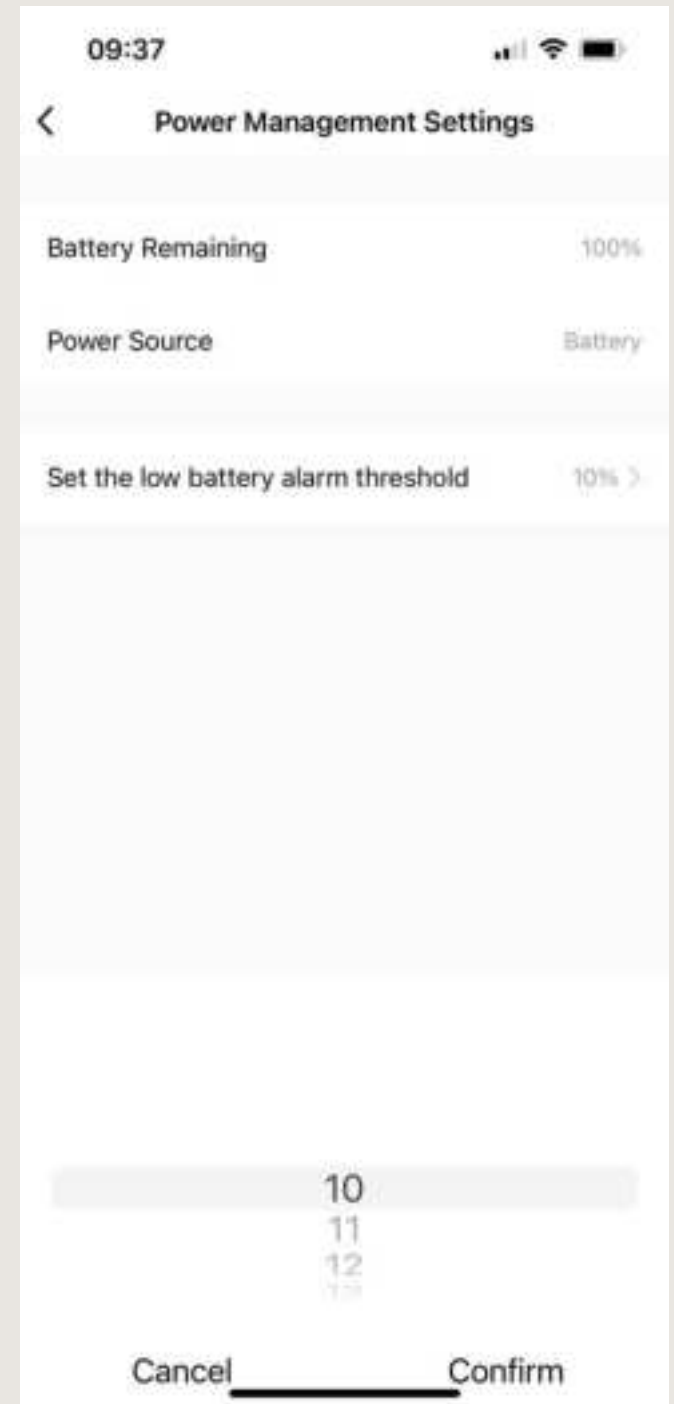 09:37
Power Management Settings
Battery Remaining 100%
Power Source Battery
Set the low battery alarm threshold 10% >
10
11
12
Cancel Confirm